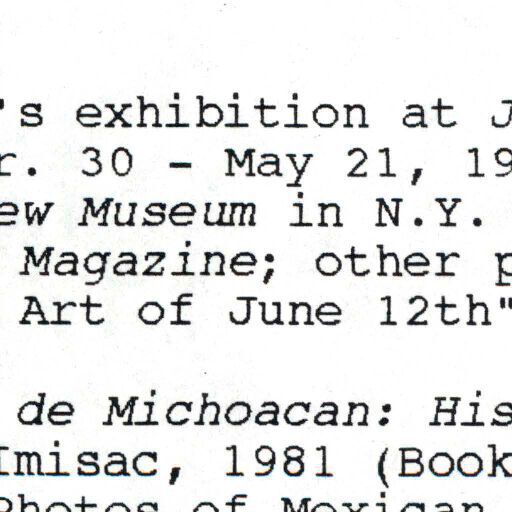 's exhibition at J
r. 30 - May 21, 19
ew Museum in N.Y.
Magazine; other p
Art of June 12th"
de Michoacan: His
Imisac, 1981 (Book
Photos of Mexican